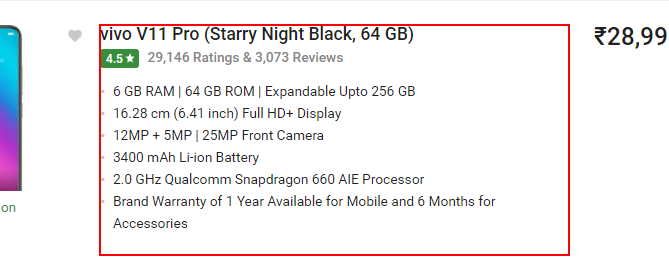 vivo V11 Pro (Starry Night Black, 64 GB)
₹28,99
4.5★ 29,146 Ratings & 3,073 Reviews
6 GB RAM | 64 GB ROM | Expandable Upto 256 GB
16.28 cm (6.41 inch) Full HD+ Display
12MP + 5MP | 25MP Front Camera
3400 mAh Li-ion Battery
2.0 GHz Qualcomm Snapdragon 660 AIE Processor
Brand Warranty of 1 Year Available for Mobile and 6 Months for
Accessories
on